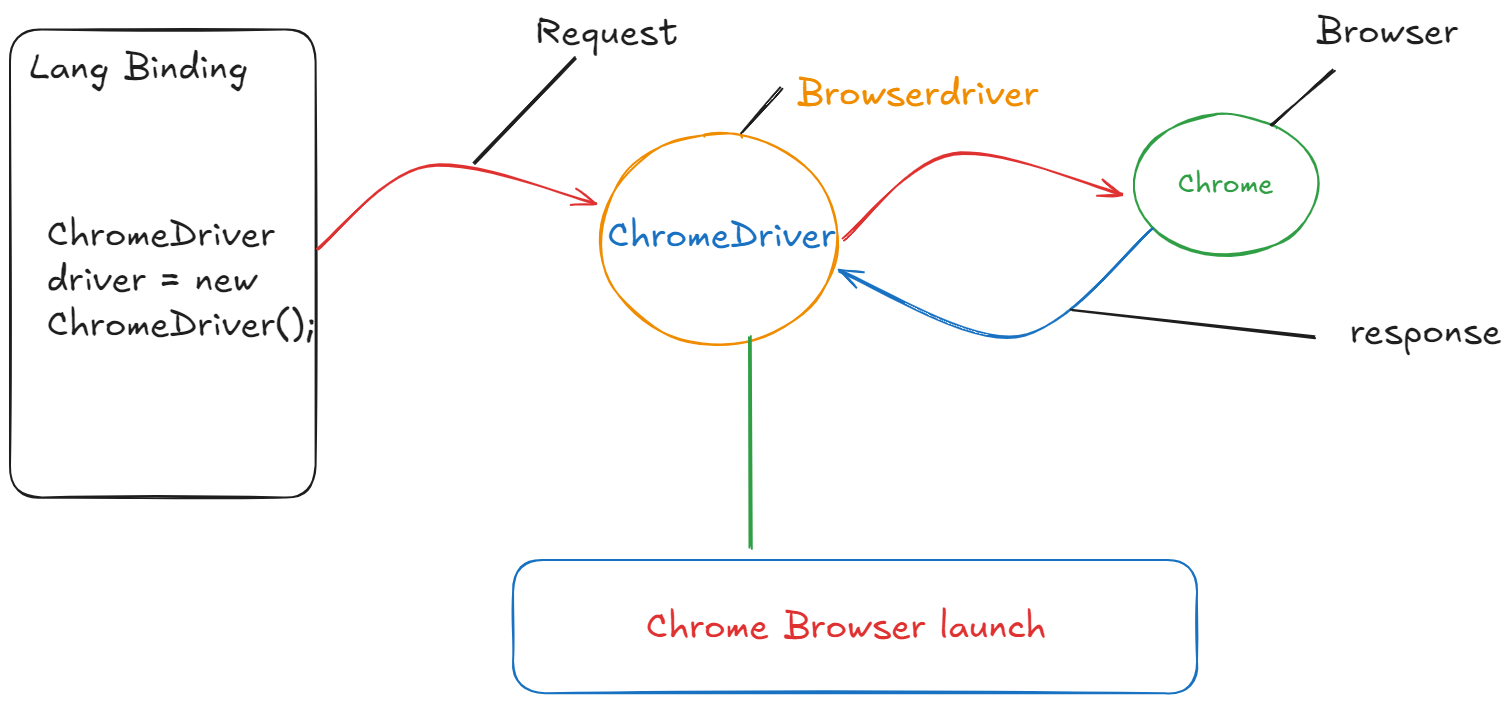 Request
Browser
Lang Binding
Browserdriver
Chrome
ChromeDriver
driver = new
ChromeDriver();
ChromeDriver
response
Chrome Browser launch